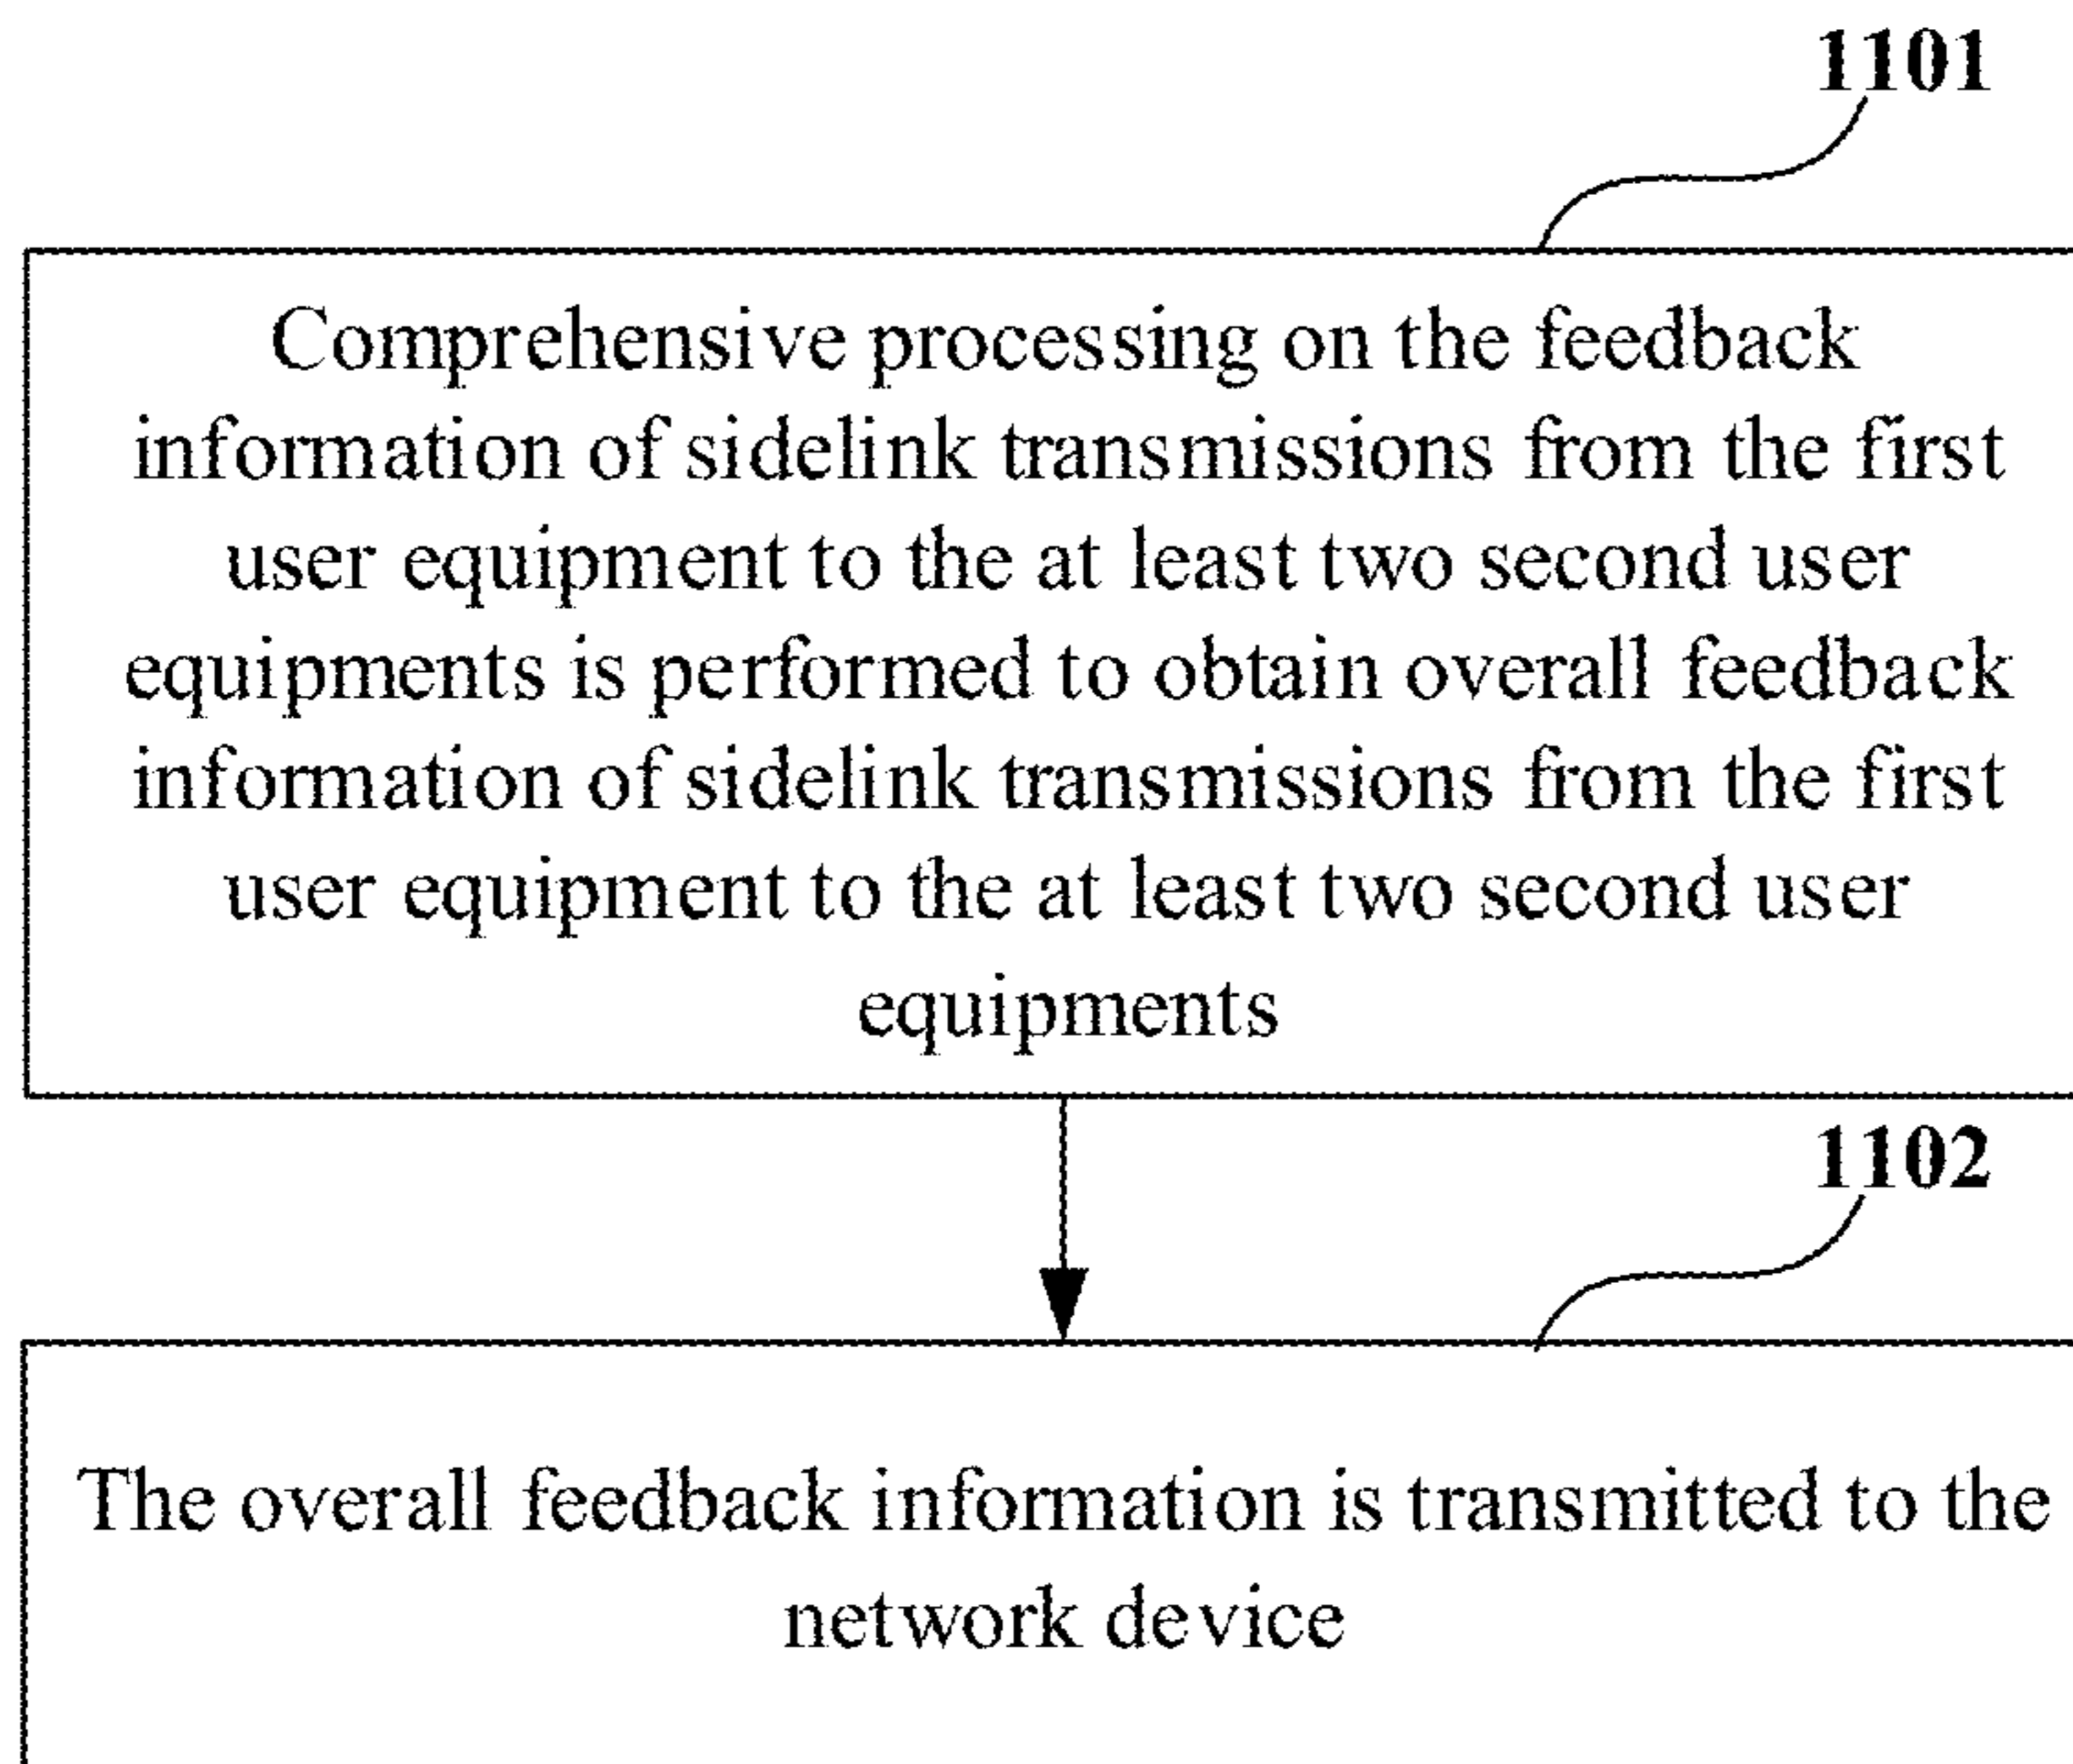 1101
Comprehensive processing on the feedback
information of sidelink transmissions from the first
user equipment to the at least two second user
equipments is performed to obtain overall feedback
information of sidelink transmissions from the first
user equipment to the at least two second user
equipments
1102
The overall feedback information is transmitted to the
network device